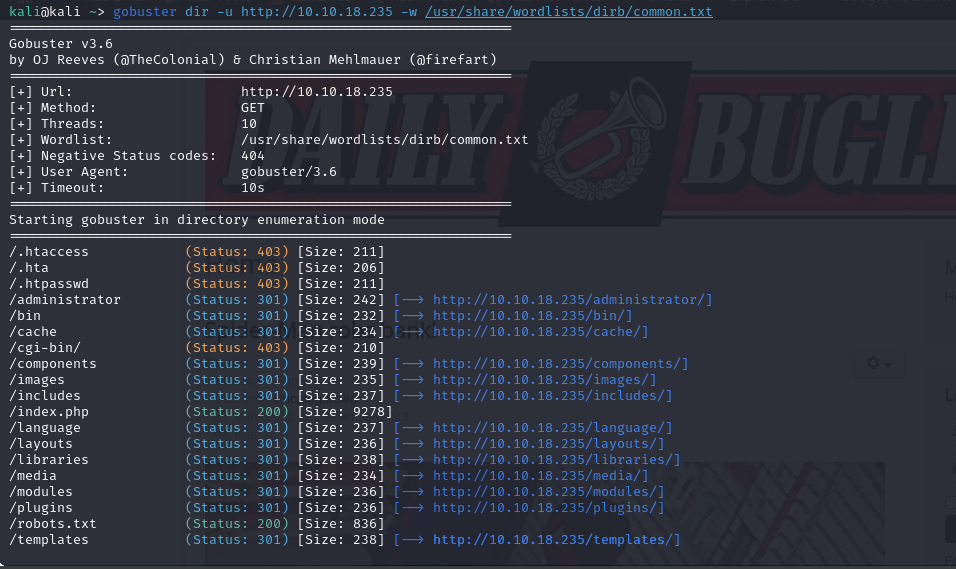 kali@kali ~> gobuster dir -u http://10.10.18.235 -w /usr/share/wordlists/dirb/common.txt
===============================================================
Gobuster v3.6
by OJ Reeves (@TheColonial) & Christian Mehlmauer (@firefart)
===============================================================
[+] Url:                     http://10.10.18.235
[+] Method:                  GET
[+] Threads:                 10
[+] Wordlist:                /usr/share/wordlists/dirb/common.txt
[+] Negative Status codes:   404
[+] User Agent:              gobuster/3.6
[+] Timeout:                 10s
===============================================================
Starting gobuster in directory enumeration mode
===============================================================
/.htaccess            (Status: 403) [Size: 211]
/.hta                 (Status: 403) [Size: 206]
/.htpasswd            (Status: 403) [Size: 211]
/administrator        (Status: 301) [Size: 242] [--> http://10.10.18.235/administrator/]
/bin                  (Status: 301) [Size: 232] [--> http://10.10.18.235/bin/]
/cache                (Status: 301) [Size: 234] [--> http://10.10.18.235/cache/]
/cgi-bin/             (Status: 403) [Size: 210]
/components           (Status: 301) [Size: 239] [--> http://10.10.18.235/components/]
/images               (Status: 301) [Size: 235] [--> http://10.10.18.235/images/]
/includes             (Status: 301) [Size: 237] [--> http://10.10.18.235/includes/]
/index.php            (Status: 200) [Size: 9278]
/language             (Status: 301) [Size: 237] [--> http://10.10.18.235/language/]
/layouts              (Status: 301) [Size: 236] [--> http://10.10.18.235/layouts/]
/libraries            (Status: 301) [Size: 238] [--> http://10.10.18.235/libraries/]
/media                (Status: 301) [Size: 234] [--> http://10.10.18.235/media/]
/modules              (Status: 301) [Size: 236] [--> http://10.10.18.235/modules/]
/plugins              (Status: 301) [Size: 236] [--> http://10.10.18.235/plugins/]
/robots.txt           (Status: 200) [Size: 836]
/templates            (Status: 301) [Size: 238] [--> http://10.10.18.235/templates/]
DAILY BUGL